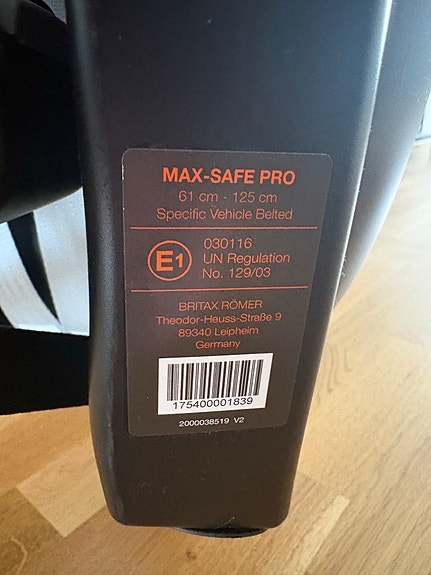 MAX-SAFE PRO
61 cm - 125 cm
Specific Vehicle Belted
E1
030116
UN Regulation
No. 129/03
BRITAX RÖMER
Theodor-Heuss-Straße 9
89340 Leipheim
Germany
175400001839
2000038519 V2